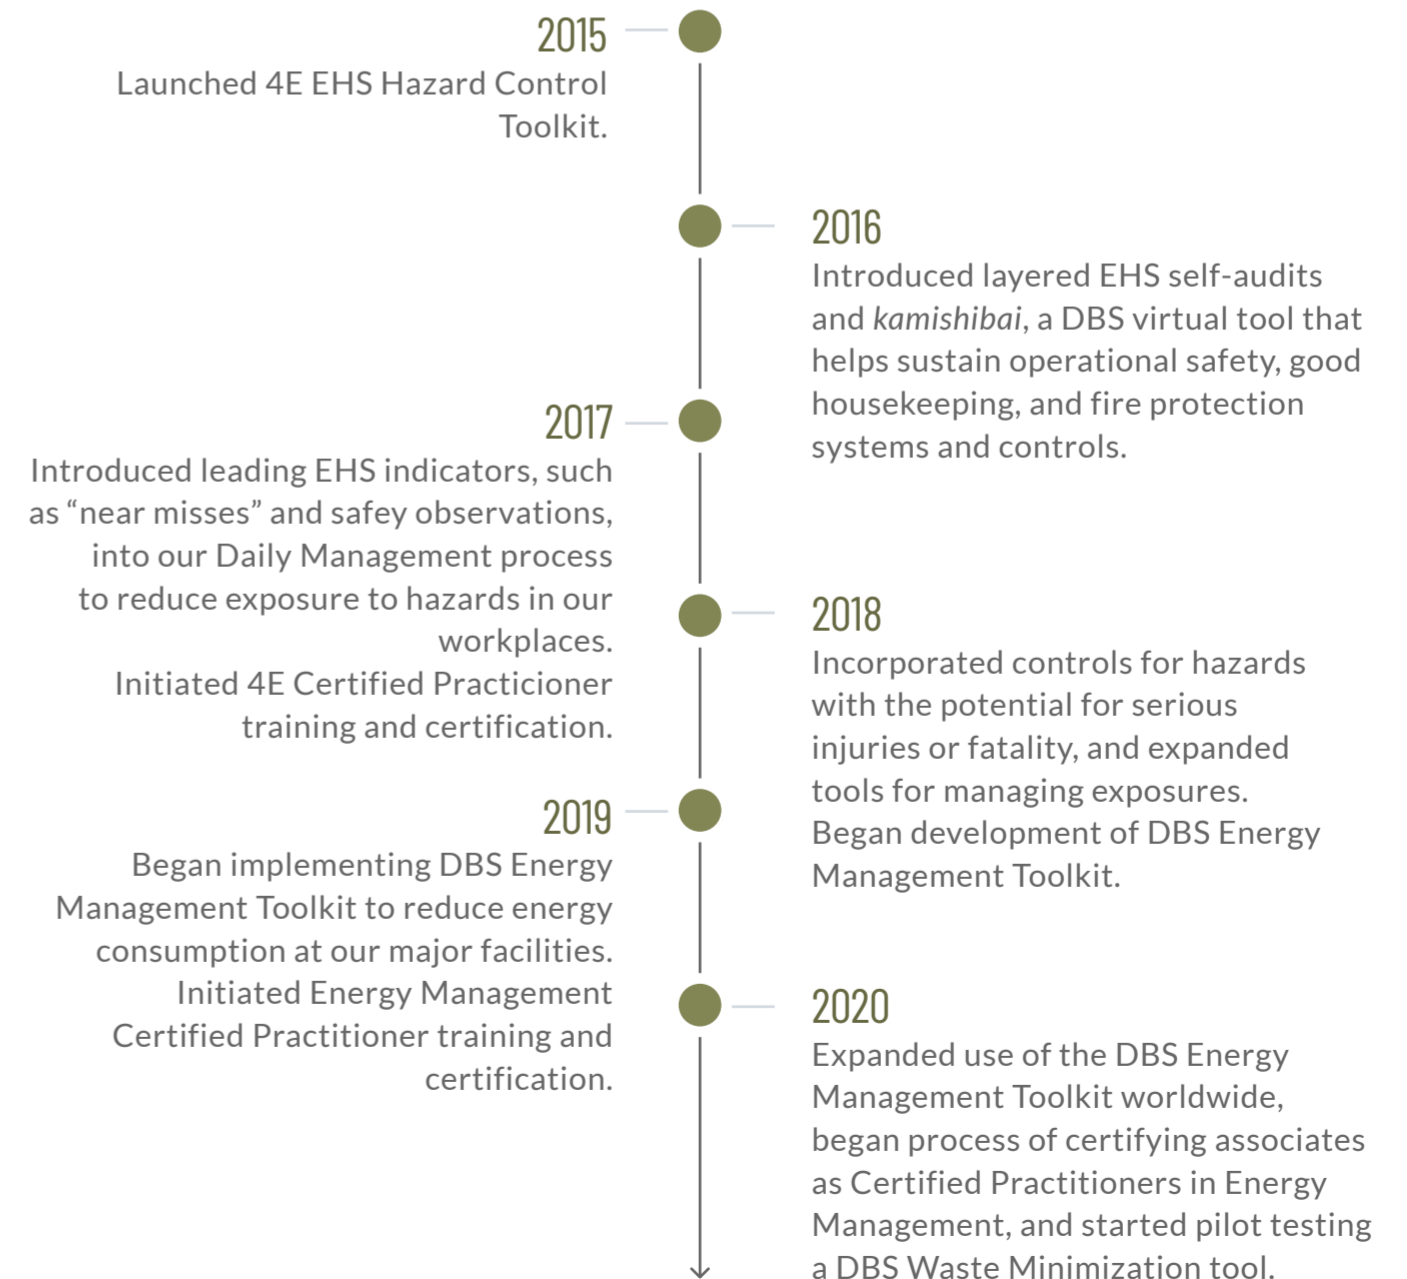 2015
Launched 4E EHS Hazard Control
Toolkit.
2016
Introduced layered EHS self-audits
and kamishibai, a DBS virtual tool that
helps sustain operational safety, good
housekeeping, and fire protection
systems and controls.
2017
Introduced leading EHS indicators, such
as “near misses” and safey observations,
into our Daily Management process
to reduce exposure to hazards in our
workplaces.
Initiated 4E Certified Practicioner
training and certification.
2018
Incorporated controls for hazards
with the potential for serious
injuries or fatality, and expanded
tools for managing exposures.
Began development of DBS Energy
Management Toolkit.
2019
Began implementing DBS Energy
Management Toolkit to reduce energy
consumption at our major facilities.
Initiated Energy Management
Certified Practitioner training and
certification.
2020
Expanded use of the DBS Energy
Management Toolkit worldwide,
began process of certifying associates
as Certified Practitioners in Energy
Management, and started pilot testing
a DBS Waste Minimization tool.